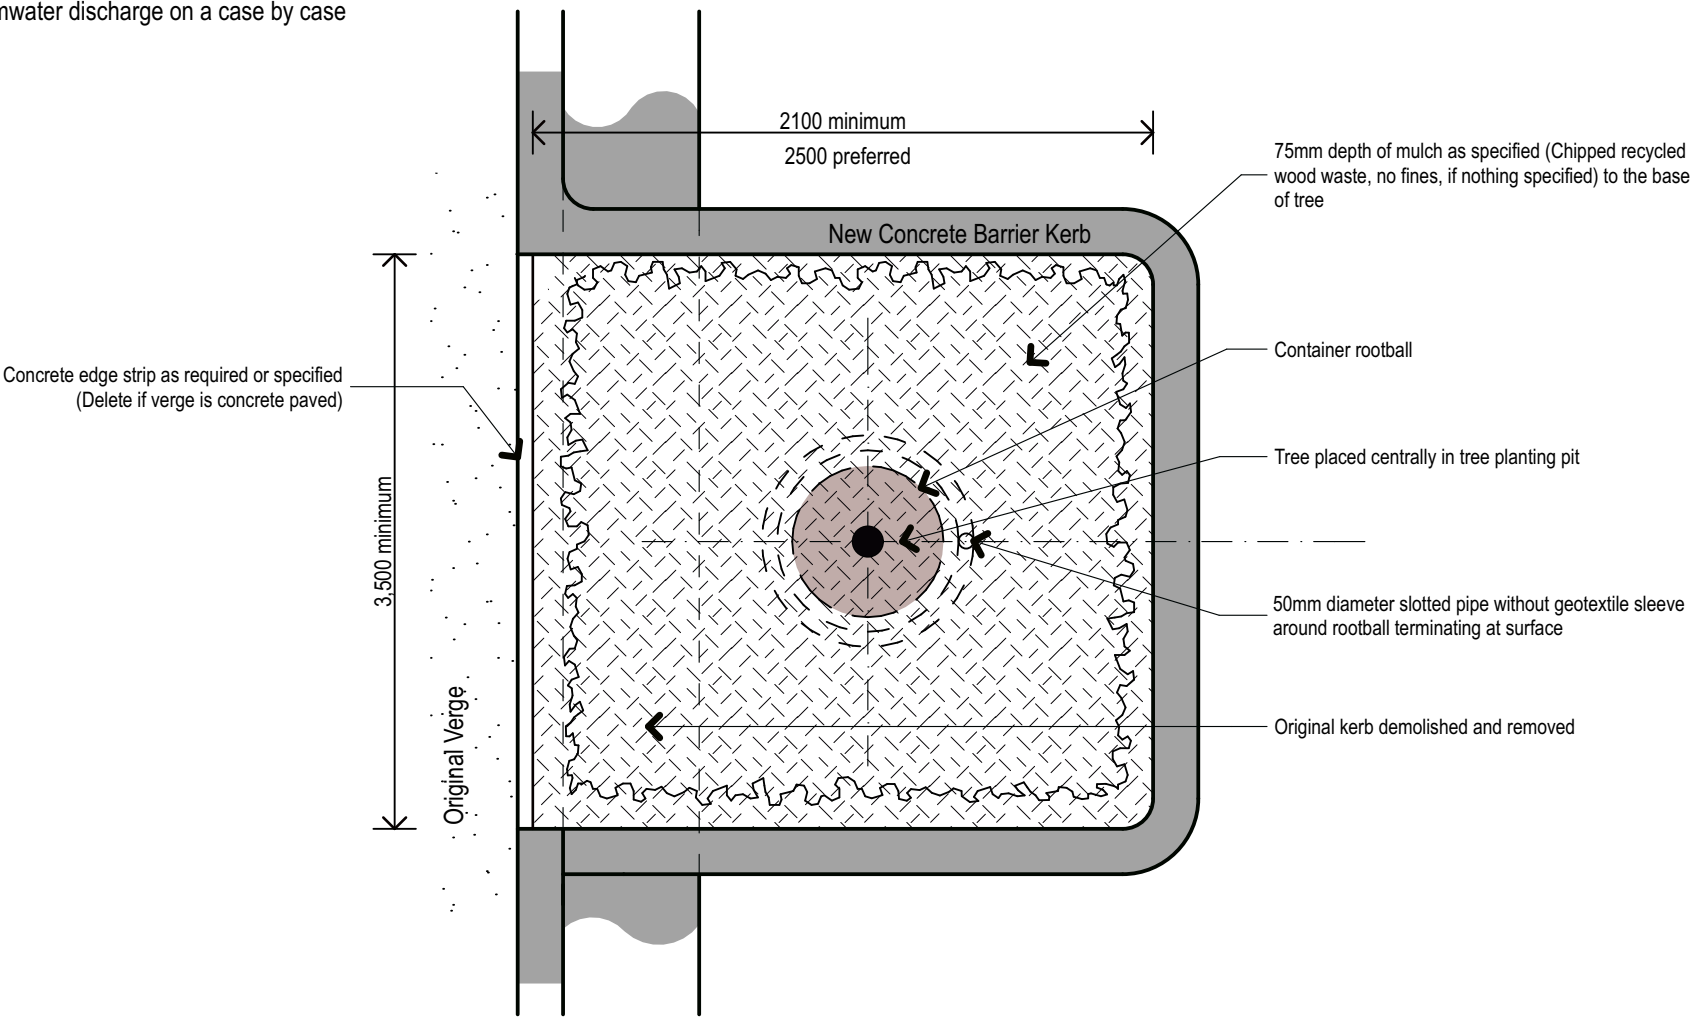 water discharge on a case by case
2100 minimum
2500 preferred
75mm depth of mulch as specified (Chipped recycled
wood waste, no fines, if nothing specified) to the base
of tree
New Concrete Barrier Kerb
Container rootball
Concrete edge strip as required or specified
(Delete if verge is concrete paved)
Tree placed centrally in tree planting pit
3,500 minimum
50mm diameter slotted pipe without geotextile sleeve
around rootball terminating at surface
Original Verge
Original kerb demolished and removed